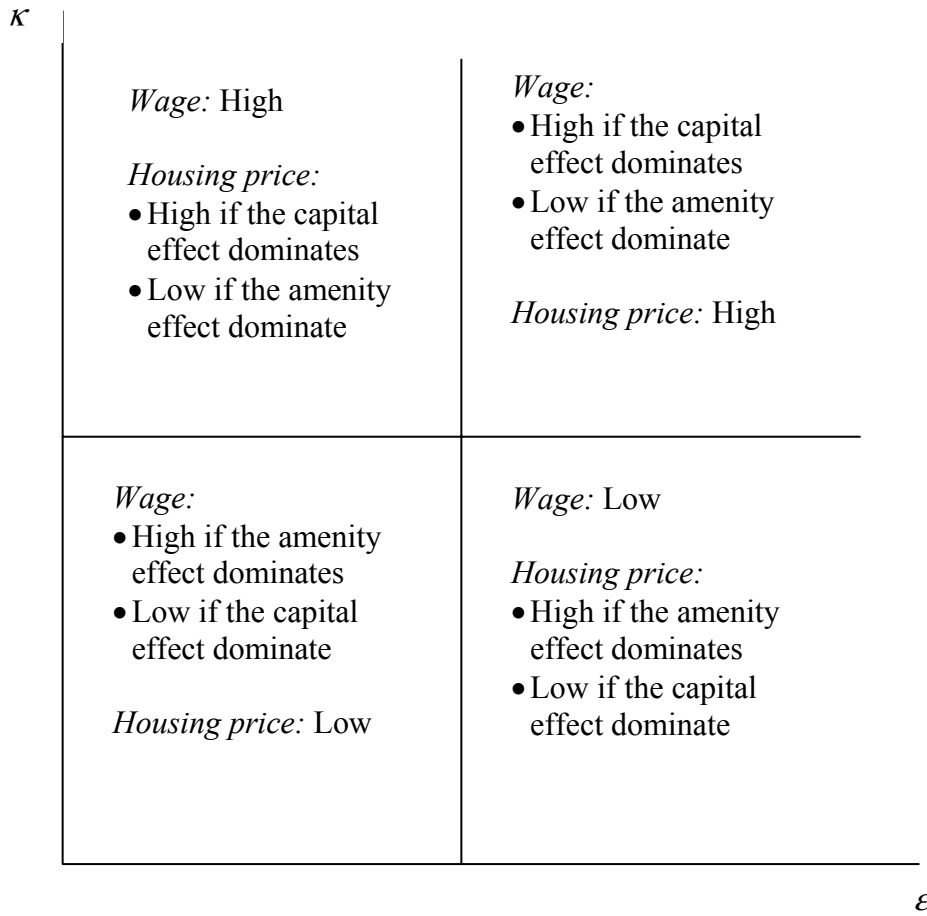 κ
Wage: High
Housing price:
• High if the capital
effect dominates
• Low if the amenity
effect dominate
Wage:
• High if the capital
effect dominates
• Low if the amenity
effect dominate
Housing price: High
Wage:
• High if the amenity
effect dominates
• Low if the capital
effect dominate
Housing price: Low
Wage: Low
Housing price:
• High if the amenity
effect dominates
• Low if the capital
effect dominate
ε